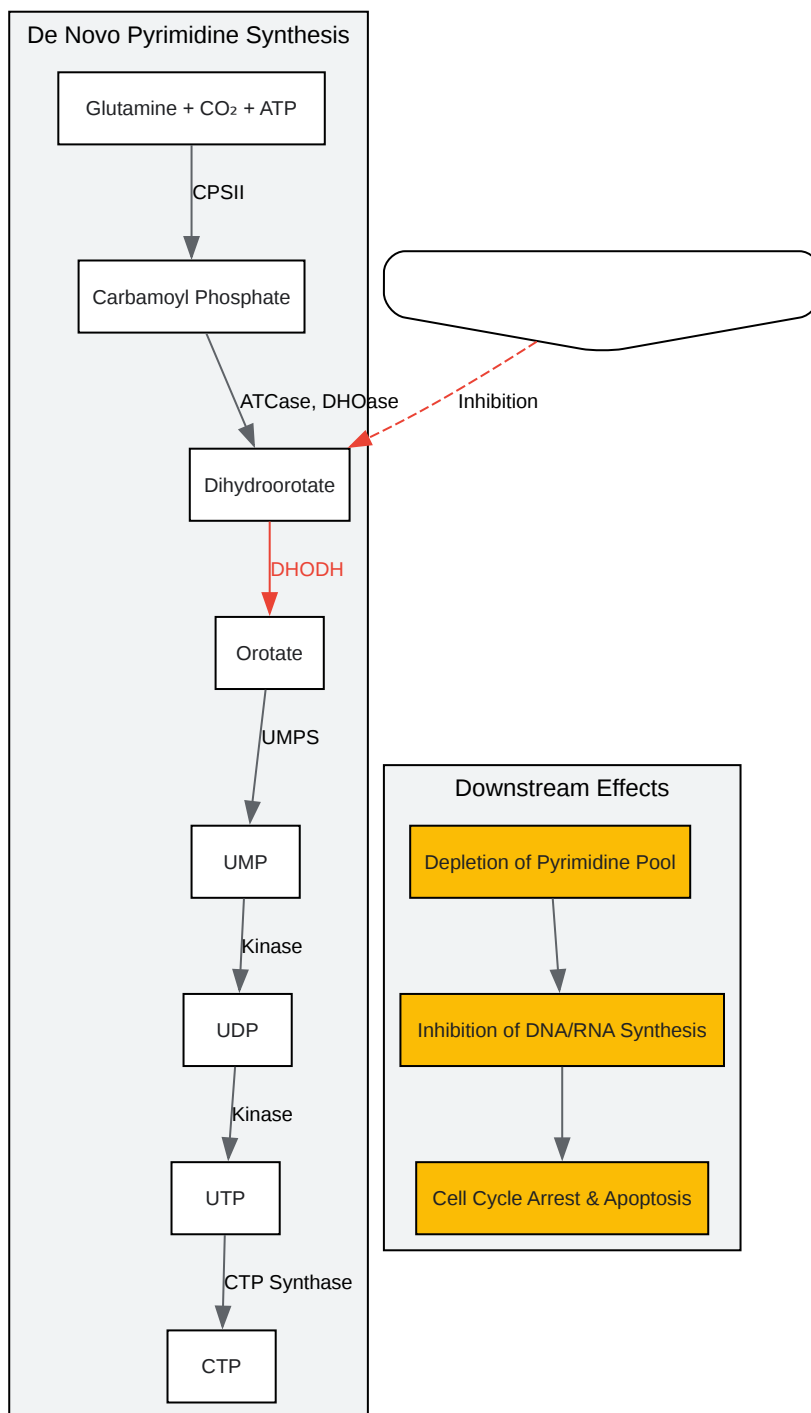 De Novo Pyrimidine Synthesis
Glutamine + CO₂ + ATP
CPSII
Carbamoyl Phosphate
ATCase, DHOase
Inhibition
Dihydroorotate
DHODH
Orotate
UMPS
UMP
Kinase
UDP
Kinase
UTP
CTP Synthase
CTP
Downstream Effects
Depletion of Pyrimidine Pool
Inhibition of DNA/RNA Synthesis
Cell Cycle Arrest & Apoptosis